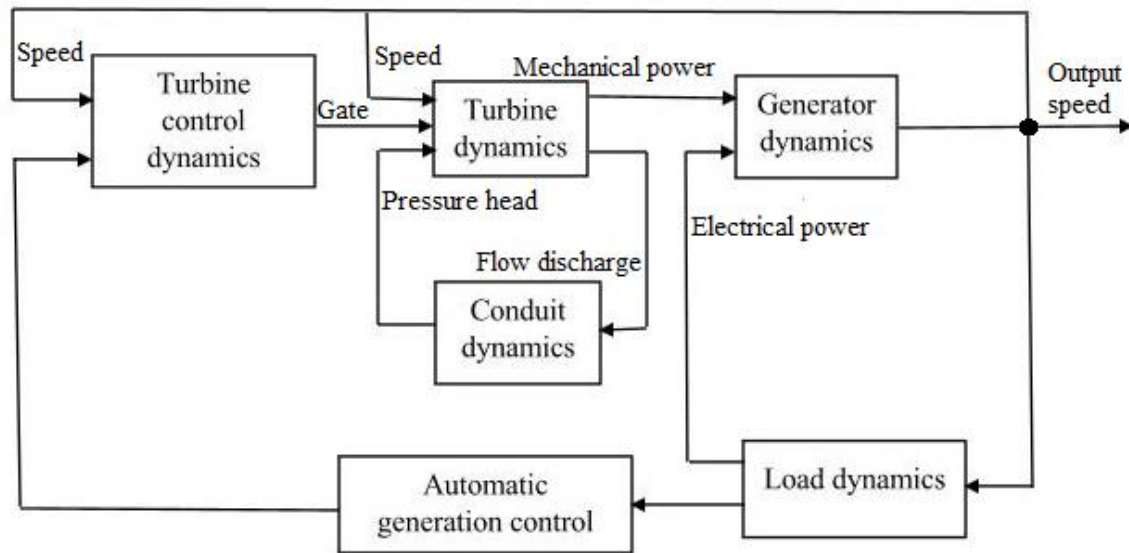 Speed
Turbine
control
dynamics
Gate
Speed
Turbine
dynamics
Mechanical power
Generator
dynamics
Output
speed
Pressure head
Flow discharge
Conduit
dynamics
Electrical power
Load dynamics
Automatic
generation control